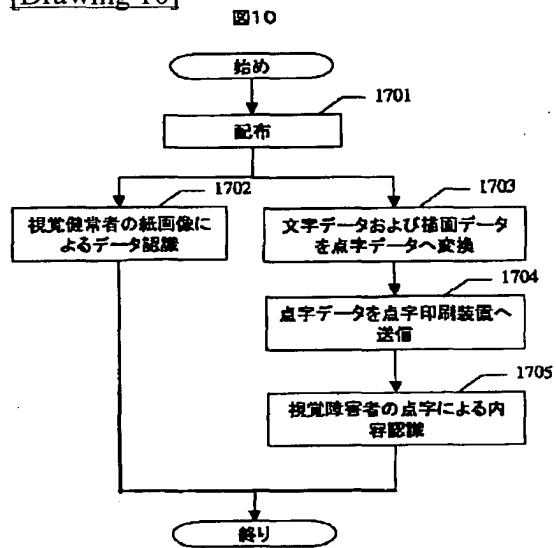 [Drawing 10]
図10
始め
1701
配布
1702
視覚健常者の紙画像に
よるデータ認識
1703
文字データおよび描画データ
を点字データへ変換
1704
点字データを点字印刷装置へ
送信
1705
視覚障害者の点字による内
容認識
終り